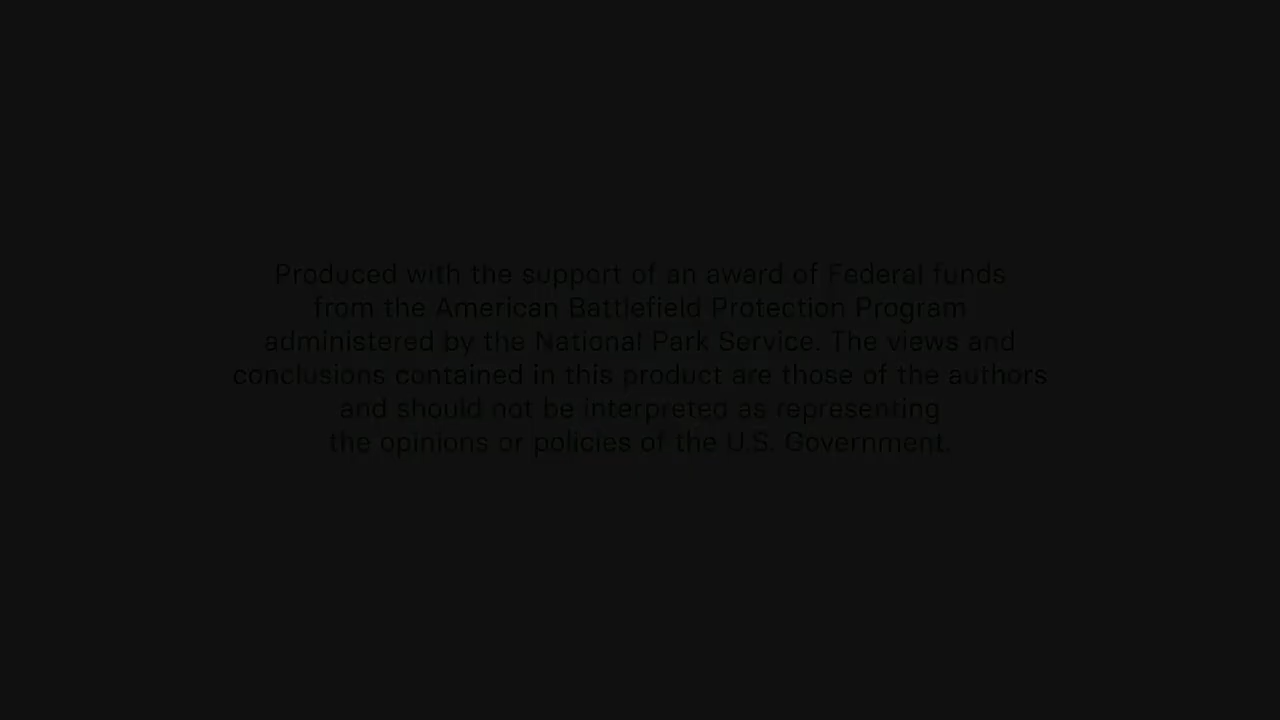 Produced with the support of an award of Federal funds
from the American Battlefield Protection Program
administered by the National Park Service. The views and
conclusions contained in this product are those of the authors
and should not be interpreted as representing
the opinions or policies of the U.S. Government.